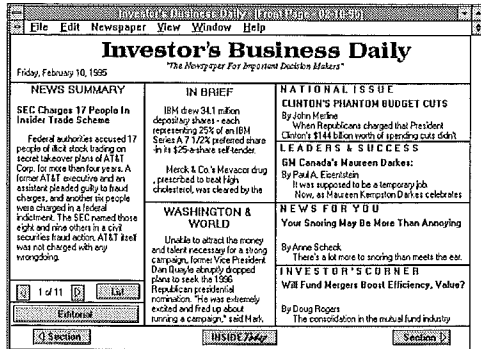 Investor's Business Daily - [Front Page - 02-10-95]
File Edit Newspaper View Window Help
Investor's Business Daily
"The Newspaper For Important Decision Makers"
Friday, February 10, 1995
NEWS SUMMARY
SEC Charges 17 People In
Insider Trade Scheme
Federal authorities accused 17
people of illicit stock trading on
secret takeover plans of AT&T
Corp. for more than four years. A
former AT&T executive and an
assistant pleaded guilty to fraud
charges, and another six people
were charged in a federal
indictment. The SEC named those
eight and nine others in a civil
securities fraud action. AT&T itself
was not charged with any
wrongdoing.
1 of 11
List
Editorial
IN BRIEF
IBM drew 34.1 million
depositary shares - each
representing 25% of an IBM
Series A 7 1/2% preferred share
-in its $25-a-share self-tender.
Merck & Co.'s Mevacor drug
, prescribed to treat high
cholesterol, was cleared by the
WASHINGTON &
WORLD
Unable to attract the money
and talent necessary for a strong
campaign, former Vice President
Dan Quayle abruptly dropped
plans to seek the 1996
Republican presidential
nomination. "He was extremely
excited and fired up about
running a campaign," said Mark
NATIONAL ISSUE
CLINTON'S PHANTOM BUDGET CUTS
By John Merline
When Republicans charged that President
Clinton's $144 billion worth of spending cuts didn't
LEADERS & SUCCESS
GM Canada's Maureen Darkes:
By Paul A. Eisenstein
It was supposed to be a temporary job
Now, as Maureen Kempston Darkes celebrates
NEWS FOR YOU
Your Snoring May Be More Than Annoying
By Anne Scheck
There's a lot more to snoring than meets the ear.
INVESTOR'S CORNER
Will Fund Mergers Boost Efficiency, Value?
By Doug Rogers
The consolidation in the mutual fund industry
Section
INSIDE Today
Section